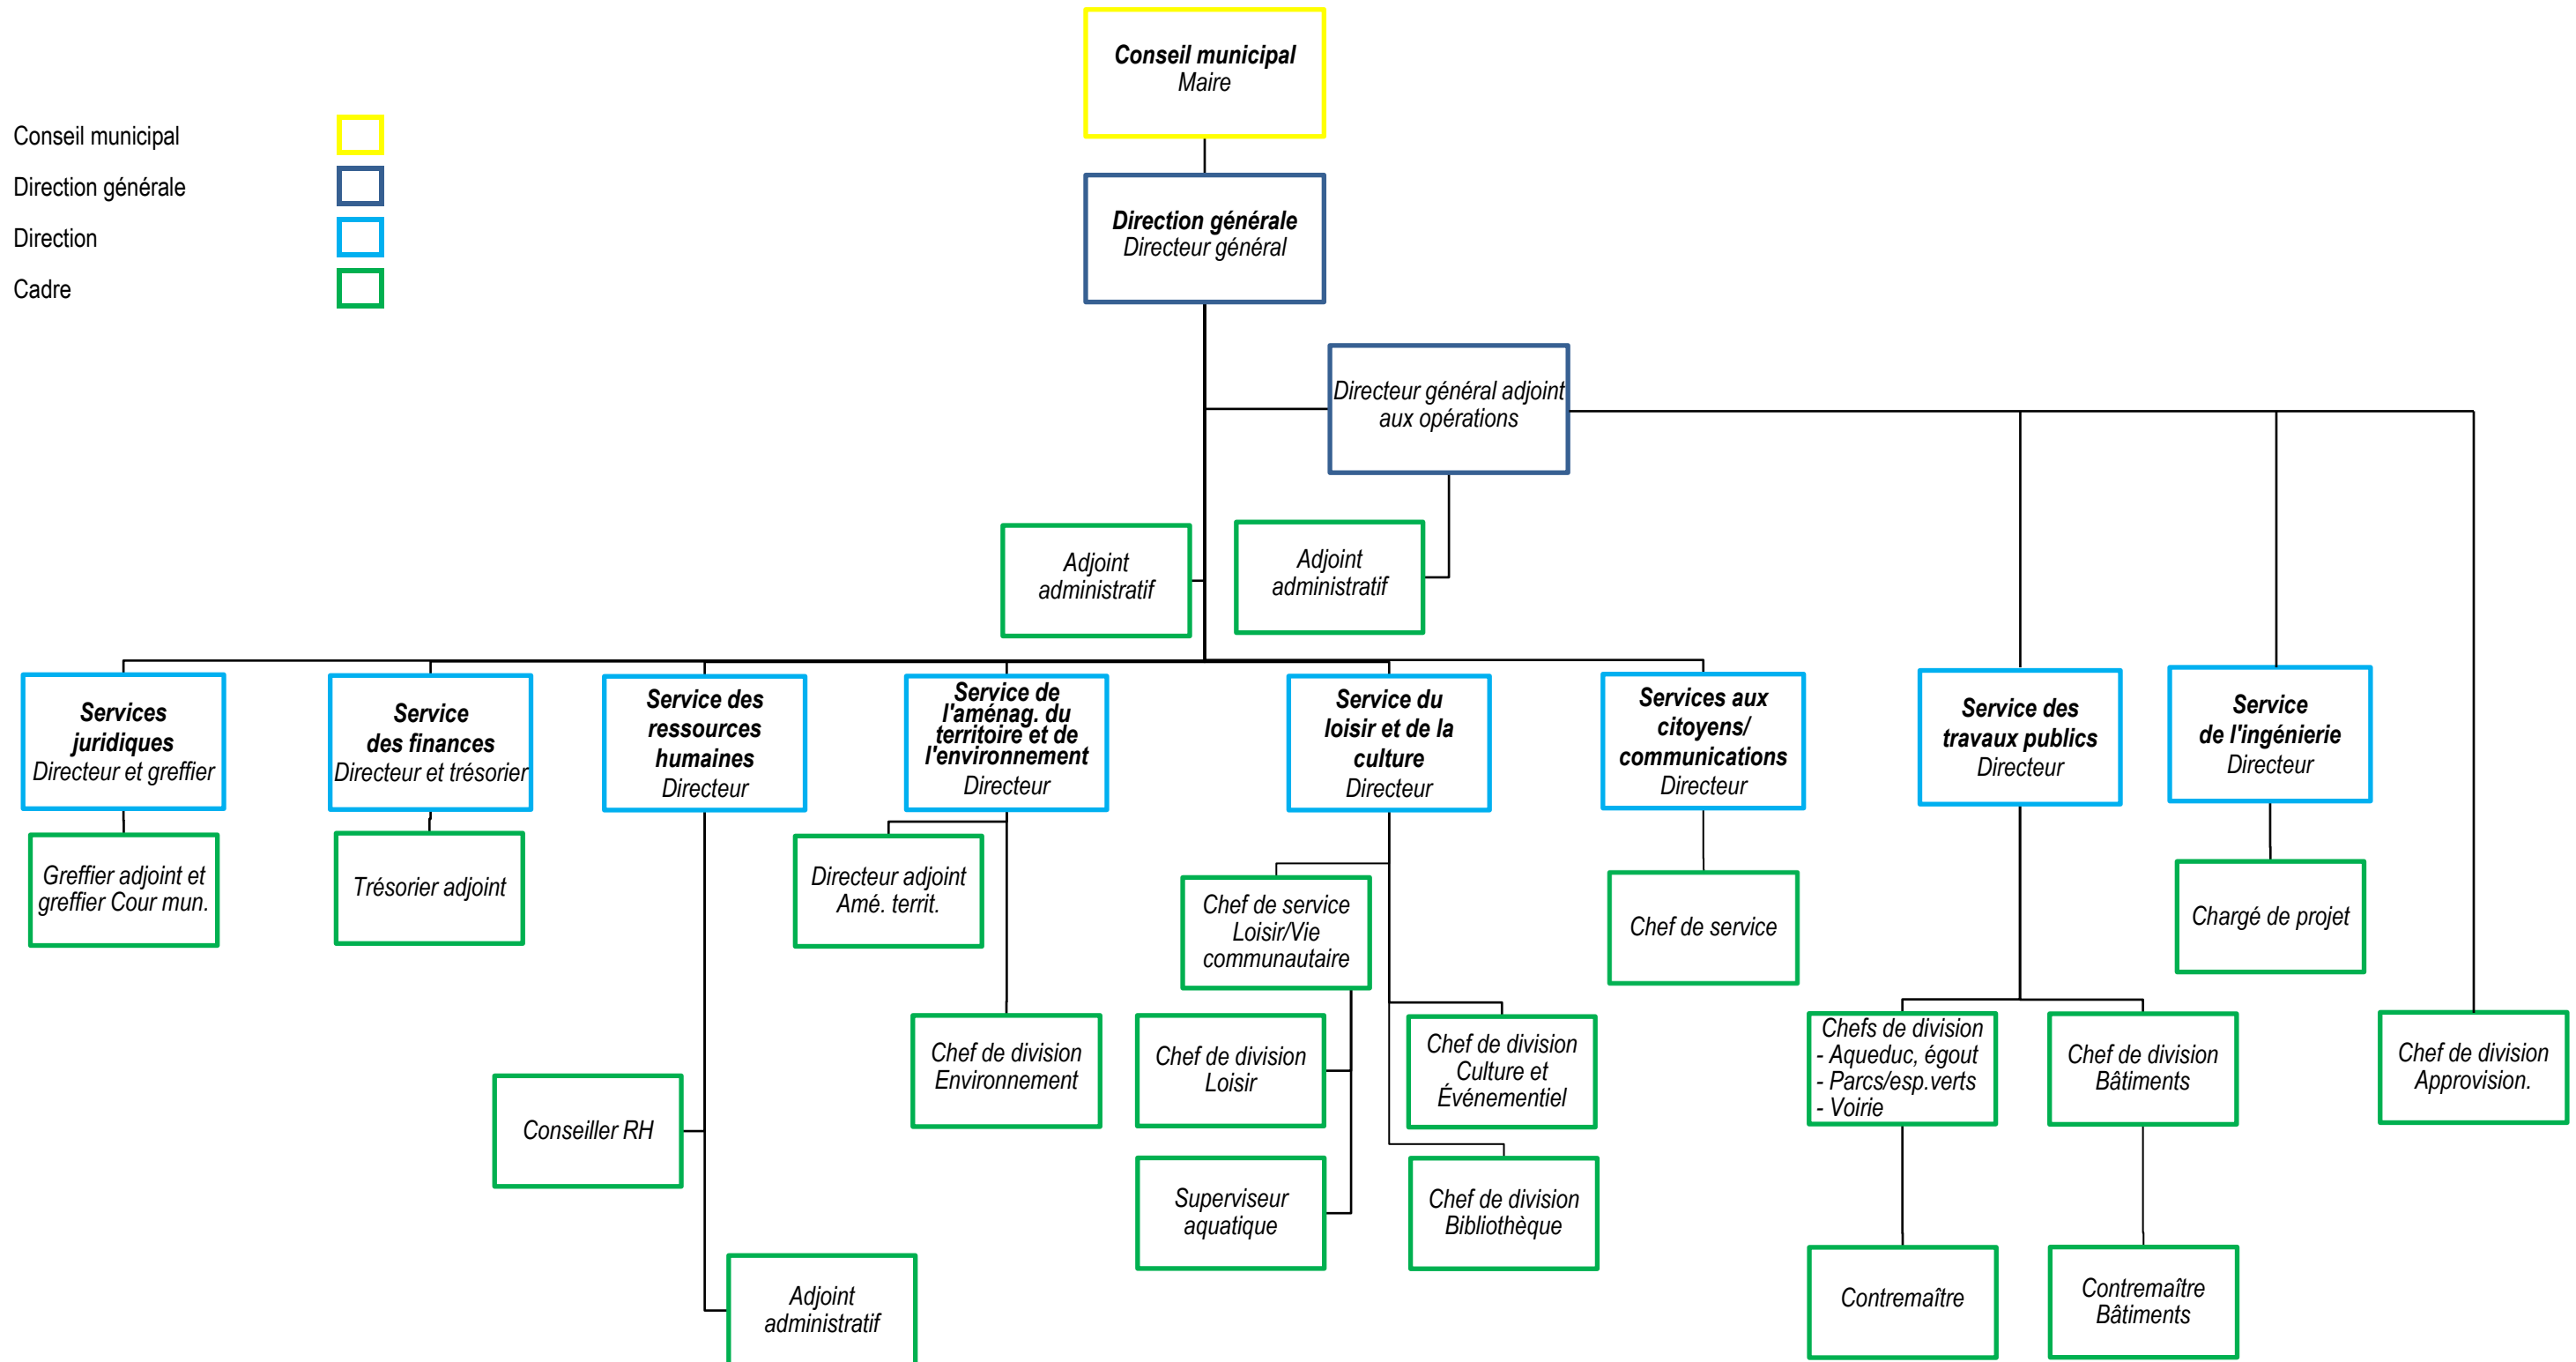 Conseil municipal
Maire
Conseil municipal
Direction générale
Direction
Cadre
Direction générale
Directeur général
Directeur général adjoint
aux opérations
Adjoint
administratif
Adjoint
administratif
Services
juridiques
Directeur et greffier
Service
des finances
Directeur et trésorier
Service des
ressources
humaines
Directeur
Service de
l'aménag. du
territoire et de
l'environnement
Directeur
Service du
loisir et de la
culture
Directeur
Services aux
citoyens/
communications
Directeur
Service des
travaux publics
Directeur
Service
de l'ingénierie
Directeur
Greffier adjoint et
greffier Cour mun.
Trésorier adjoint
Directeur adjoint
Amé. territ.
Chef de service
Loisir/Vie
communautaire
Chef de service
Chargé de projet
Chef de division
Environnement
Chef de division
Loisir
Chef de division
Culture et
Événementiel
Chefs de division
- Aqueduc, égout
- Parcs/esp.verts
- Voirie
Chef de division
Bâtiments
Chef de division
Approvision.
Conseiller RH
Superviseur
aquatique
Chef de division
Bibliothèque
Adjoint
administratif
Contremaître
Contremaître
Bâtiments